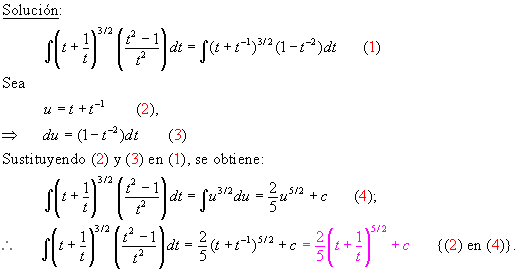 Solución:
∫(t + 1/t)^{3/2} ((t² − 1)/t²) dt = ∫(t + t⁻¹)^{3/2} (1 − t⁻²)dt (1)
Sea
u = t + t⁻¹ (2),
⇒ du = (1 − t⁻²)dt (3)
Sustituyendo (2) y (3) en (1), se obtiene:
∫(t + 1/t)^{3/2} ((t² − 1)/t²) dt = ∫u^{3/2} du = 2/5 u^{5/2} + c (4);
∴ ∫(t + 1/t)^{3/2} ((t² − 1)/t²) dt = 2/5 (t + t⁻¹)^{5/2} + c = 2/5 (t + 1/t)^{5/2} + c {(2) en (4)}.